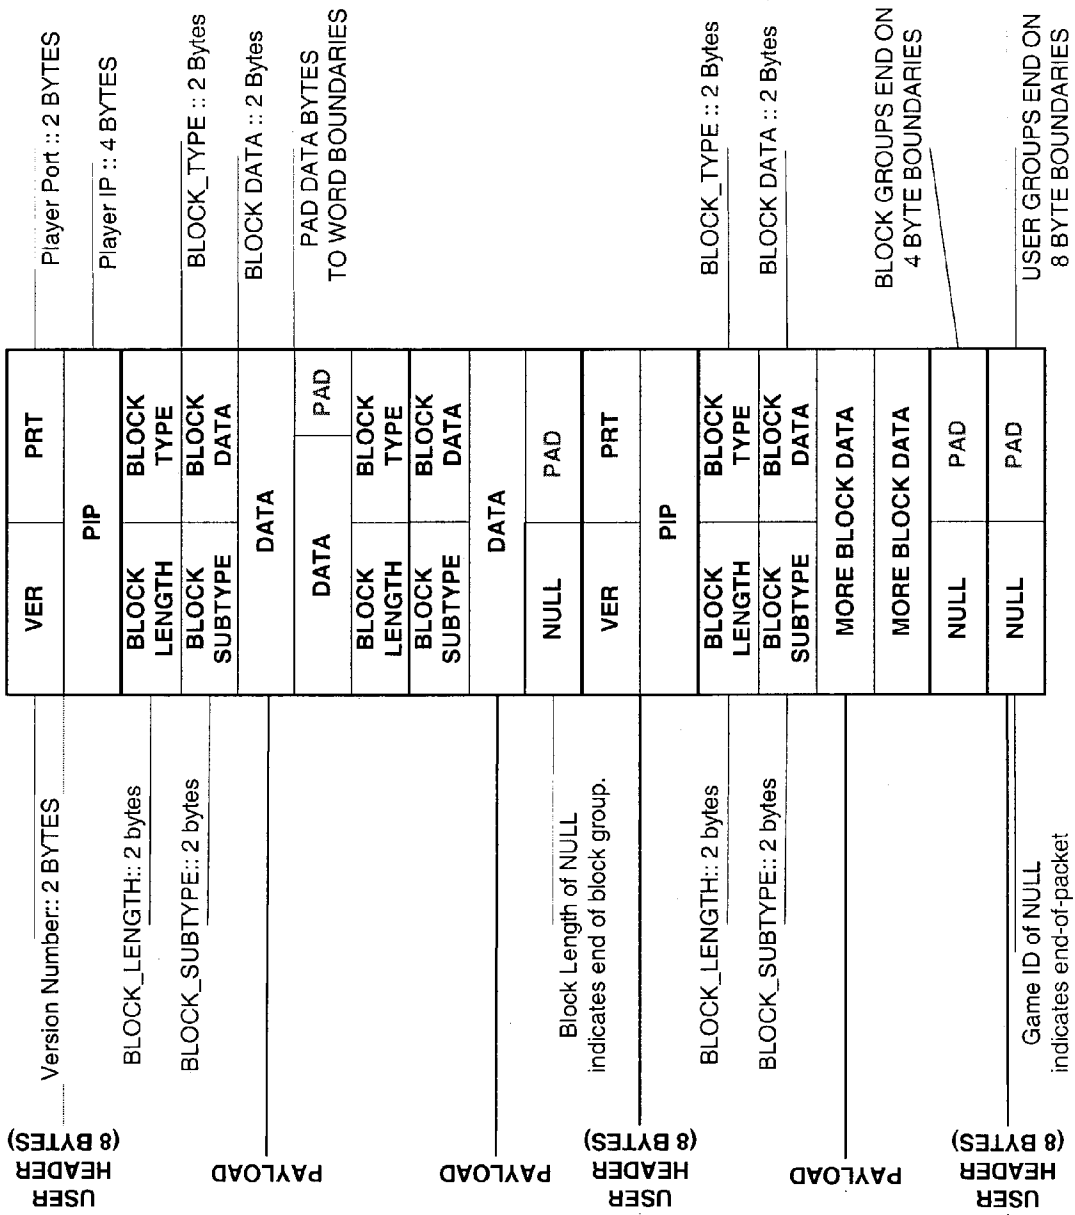 USER
HEADER
(8 BYTES)
PAYLOAD
PAYLOAD
USER
HEADER
(8 BYTES)
PAYLOAD
USER
HEADER
(8 BYTES)
Version Number:: 2 BYTES
BLOCK_LENGTH:: 2 bytes
BLOCK_SUBTYPE:: 2 bytes
Block Length of NULL
indicates end of block group.
BLOCK_LENGTH:: 2 bytes
BLOCK_SUBTYPE:: 2 bytes
Game ID of NULL
indicates end-of-packet
VER
PRT
PIP
BLOCK
LENGTH
BLOCK
TYPE
BLOCK
SUBTYPE
BLOCK
DATA
DATA
DATA
PAD
BLOCK
LENGTH
BLOCK
TYPE
BLOCK
SUBTYPE
BLOCK
DATA
DATA
NULL
PAD
VER
PRT
PIP
BLOCK
LENGTH
BLOCK
TYPE
BLOCK
SUBTYPE
BLOCK
DATA
MORE BLOCK DATA
MORE BLOCK DATA
NULL
PAD
NULL
PAD
Player Port :: 2 BYTES
Player IP :: 4 BYTES
BLOCK_TYPE :: 2 Bytes
BLOCK DATA :: 2 Bytes
PAD DATA BYTES
TO WORD BOUNDARIES
BLOCK_TYPE :: 2 Bytes
BLOCK DATA :: 2 Bytes
BLOCK GROUPS END ON
4 BYTE BOUNDARIES
USER GROUPS END ON
8 BYTE BOUNDARIES